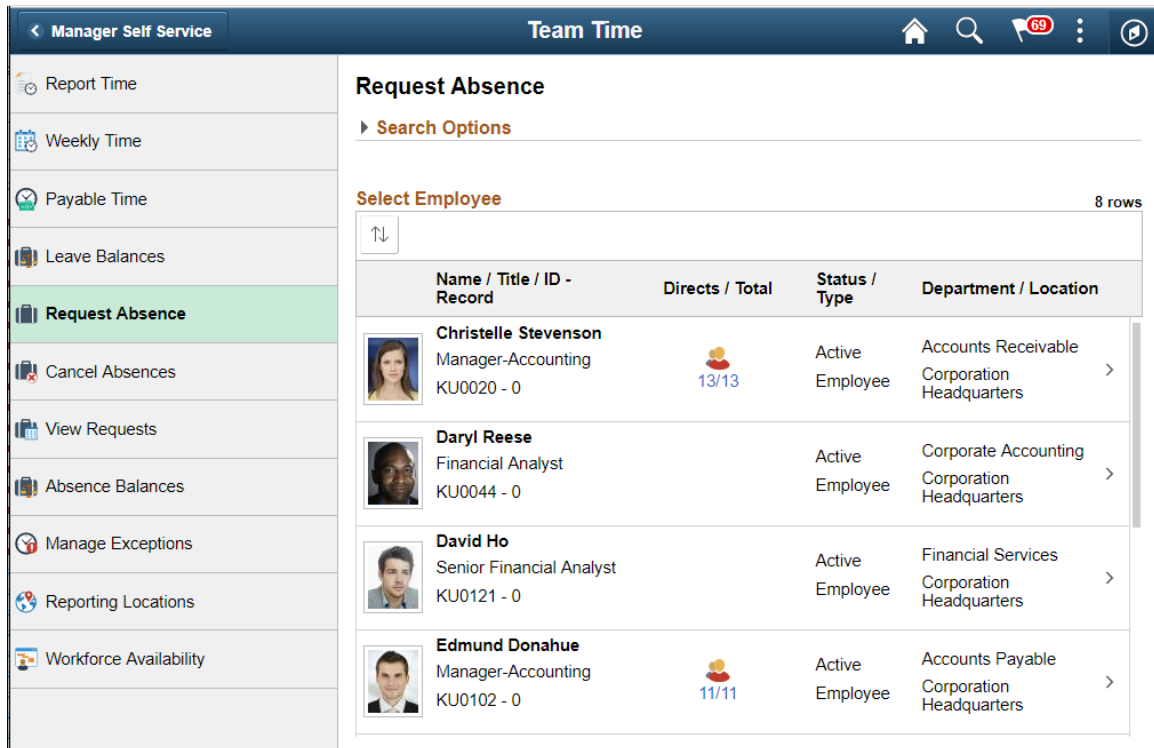 Manager Self Service
Team Time
69
Report Time
Weekly Time
Payable Time
Leave Balances
Request Absence
Cancel Absences
View Requests
Absence Balances
Manage Exceptions
Reporting Locations
Workforce Availability
Request Absence
Search Options
Select Employee
8 rows
Name / Title / ID -
Record
Directs / Total
Status /
Type
Department / Location
Christelle Stevenson
Manager-Accounting
KU0020 - 0
13/13
Active
Employee
Accounts Receivable
Corporation
Headquarters
Daryl Reese
Financial Analyst
KU0044 - 0
Active
Employee
Corporate Accounting
Corporation
Headquarters
David Ho
Senior Financial Analyst
KU0121 - 0
Active
Employee
Financial Services
Corporation
Headquarters
Edmund Donahue
Manager-Accounting
KU0102 - 0
11/11
Active
Employee
Accounts Payable
Corporation
Headquarters